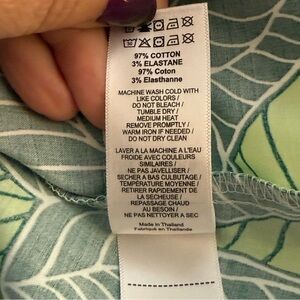 97% COTTON
3% ELASTANE
97% Coton
3% Elasthanne
MACHINE WASH COLD WITH
LIKE COLORS /
DO NOT BLEACH /
TUMBLE DRY /
MEDIUM HEAT
REMOVE PROMPTLY /
WARM IRON IF NEEDED /
DO NOT DRY CLEAN
LAVER A LA MACHINE A L'EAU
FROIDE AVEC COULEURS
SIMILAIRES /
NE PAS JAVELLISER /
SECHER A BAS CULBUTAGE /
TEMPÉRATURE MOYENNE /
RETIRER RAPIDEMENT DE
LA SECHEUSE /
REPASSAGE CHAUD
AU BESOIN /
NE PAS NETTOYER A SEC
Made in Thailand
Fabriqué en Thaïlande